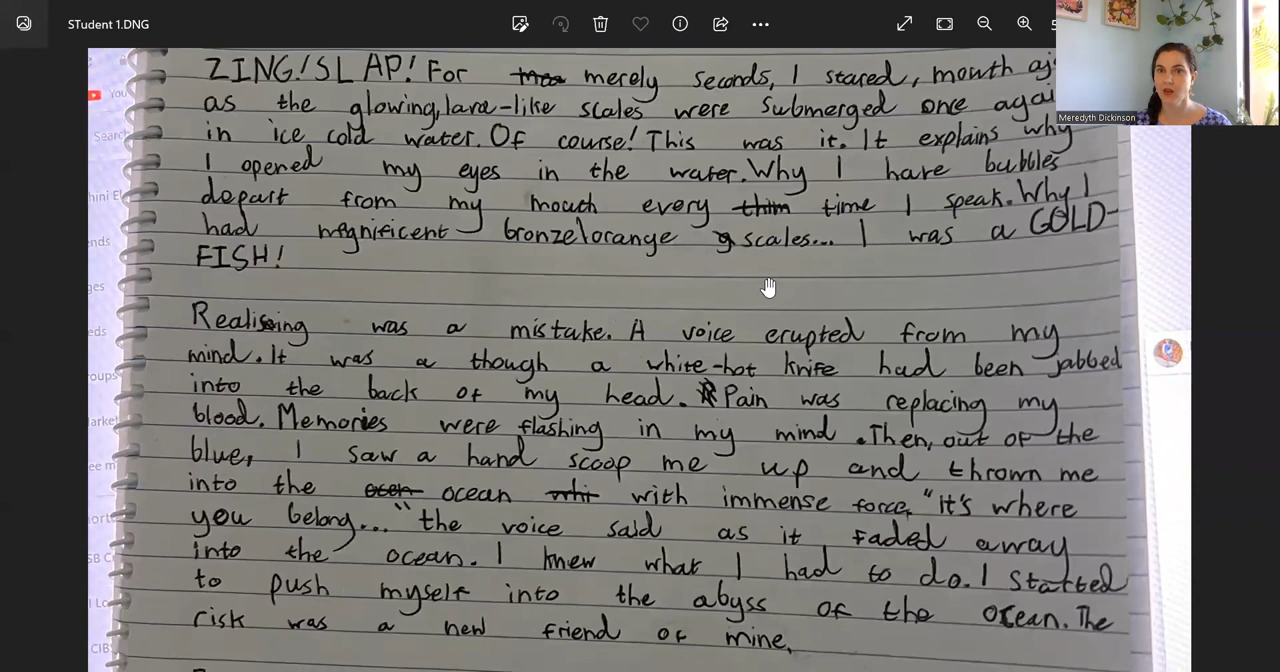 STudent 1.DNG
Meredyth Dickinson
ZING! SLAP! For merely seconds, I stared, mouth
as the glowing, lava-like scales were submerged one
in ice cold water. Of course! This was it. It explains why
I opened my eyes in the water. Why I have bubbles
depart from my mouth every time I speak. Why I
had magnificent bronze\orange scales... I was a GOLD-
FISH!
Realising was a mistake. A voice erupted from my
mind. It was a though a white-hot knife had been jabbed
into the back of my head. Pain was replacing my
blood. Memories were flashing in my mind. Then, out of the
blue, I saw a hand scoop me up and thrown me
into the ocean with immense force. "It's where
you belong..." the voice said as it faded away
into the ocean. I knew what I had to do. I started
to push myself into the abyss of the ocean. The
risk was a new friend of mine.
You
Search